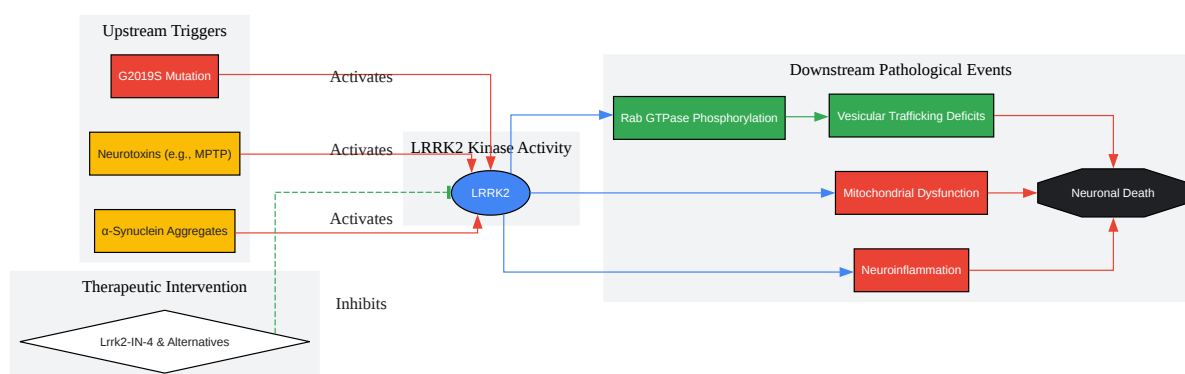 Upstream Triggers
G2019S Mutation
Activates
Neurotoxins (e.g., MPTP)
Activates
α-Synuclein Aggregates
Activates
Therapeutic Intervention
Lrrk2-IN-4 & Alternatives
Inhibits
LRRK2 Kinase Activity
LRRK2
Downstream Pathological Events
Rab GTPase Phosphorylation
Vesicular Trafficking Deficits
Mitochondrial Dysfunction
Neuronal Death
Neuroinflammation